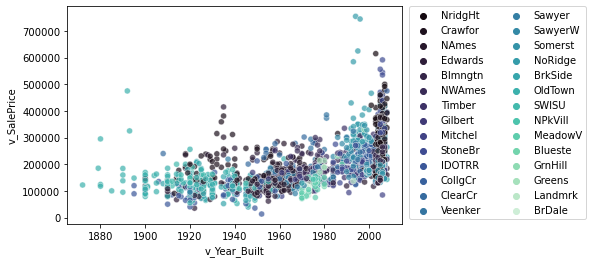 700000
600000
500000
400000
300000
200000
100000
0
v_SalePrice
1880 1900 1920 1940 1960 1980 2000
v_Year_Built
NridgHt Sawyer
Crawfor SawyerW
NAmes Somerst
Edwards NoRidge
Blmngtn BrkSide
NWAmes OldTown
Timber SWISU
Gilbert NPkVill
Mitchel MeadowV
StoneBr Blueste
IDOTRR GrnHill
CollgCr Greens
ClearCr Landmrk
Veenker BrDale